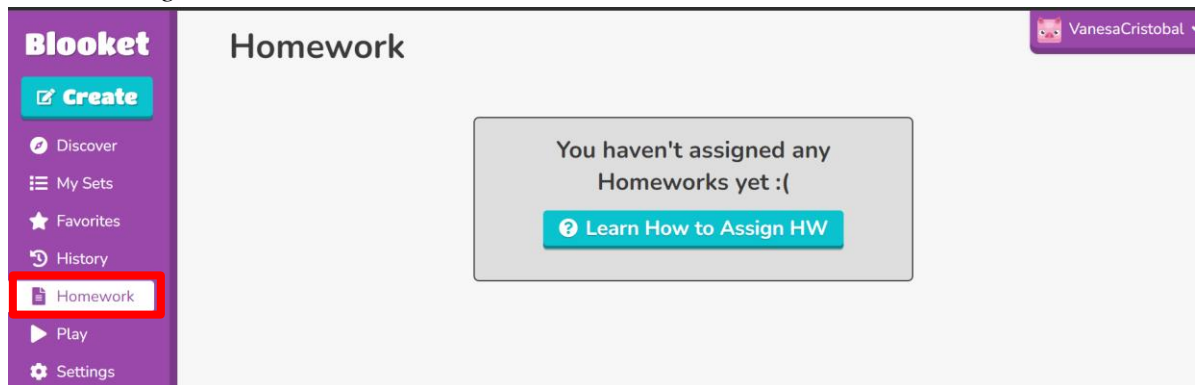 Blooket
Create
Discover
My Sets
Favorites
History
Homework
Play
Settings
Homework
VanesaCristobal
You haven't assigned any
Homeworks yet :(
Learn How to Assign HW